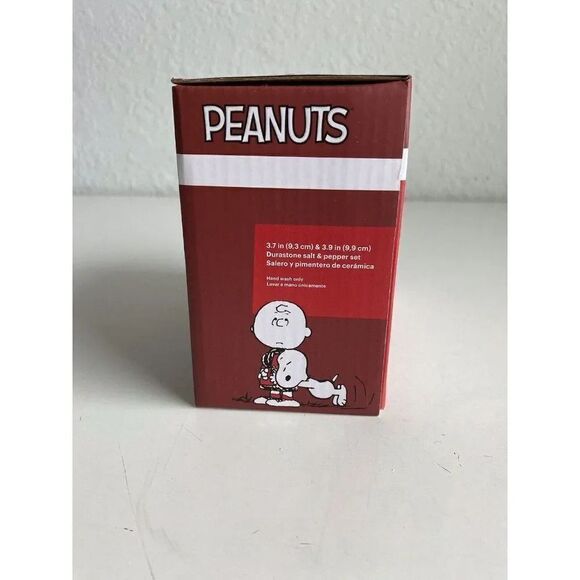 PEANUTS
3.7 in (9.3 cm) & 3.9 in (9.9 cm)
Durastone salt & pepper set
Salero y pimentero de cerámica
Hand wash only
Lavar a mano únicamente